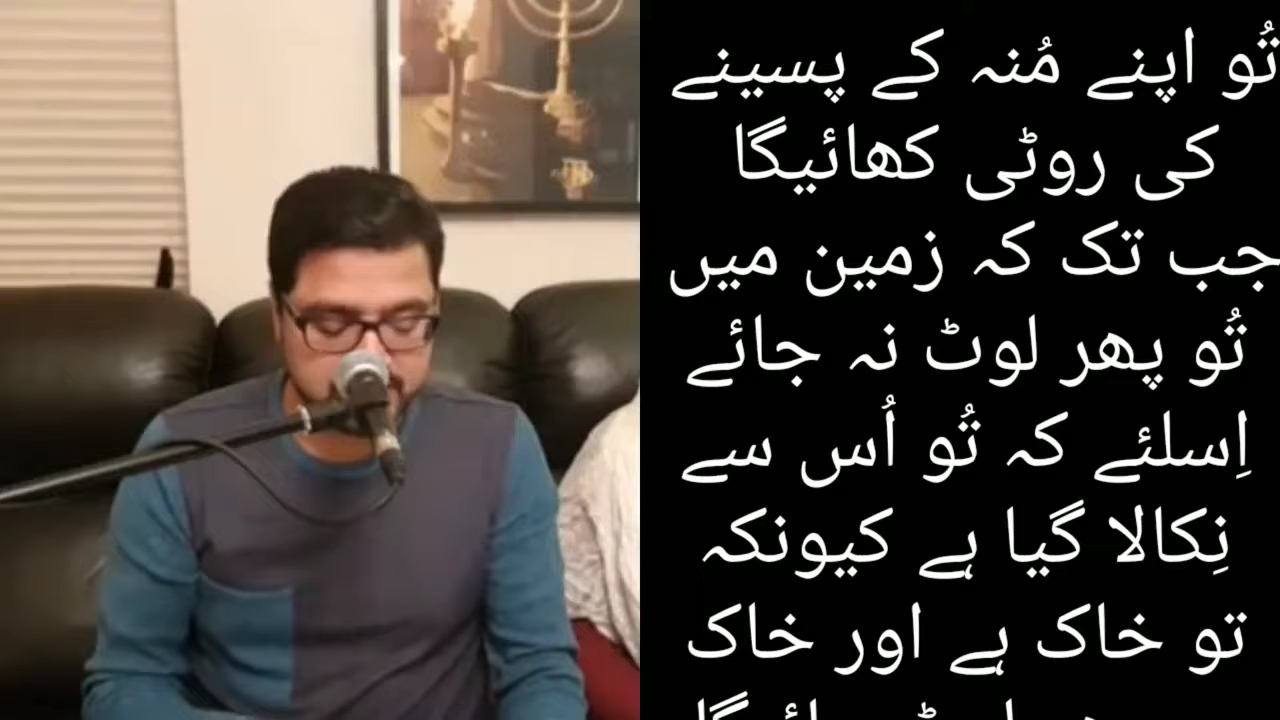 تُو اپنے مُنہ کے پسینے
کی روٹی کھائیگا
جب تک کہ زمین میں
تُو پھر لوٹ نہ جائے
اِسلئے کہ تُو اُس سے
نِکالا گیا ہے کیونکہ
تو خاک ہے اور خاک